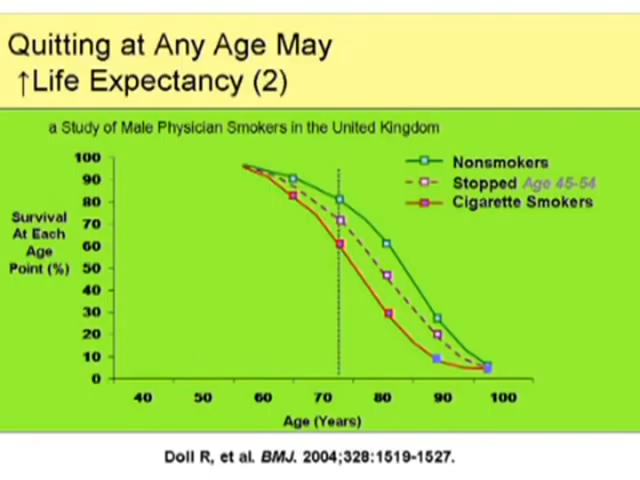 Quitting at Any Age May
↑Life Expectancy (2)
a Study of Male Physician Smokers in the United Kingdom
Nonsmokers
Stopped Age 45-54
Cigarette Smokers
Survival
At Each
Age
Point (%)
100
90
80
70
60
50
40
30
20
10
0
40 50 60 70 80 90 100
Age (Years)
Doll R, et al. BMJ. 2004;328:1519-1527.